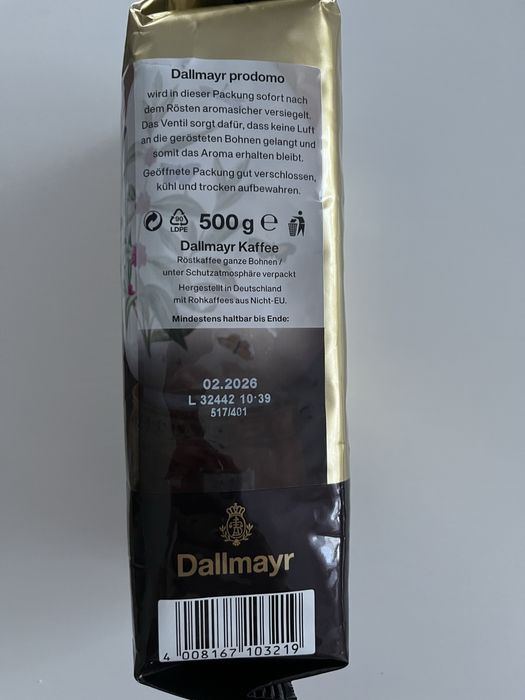 Dallmayr prodomo
wird in dieser Packung sofort nach
dem Rösten aromasicher versiegelt.
Das Ventil sorgt dafür, dass keine Luft
an die gerösteten Bohnen gelangt und
somit das Aroma erhalten bleibt.
Geöffnete Packung gut verschlossen,
kühl und trocken aufbewahren.
90
LDPE
500 g ℮
Dallmayr Kaffee
Röstkaffee ganze Bohnen /
unter Schutzatmosphäre verpackt
Hergestellt in Deutschland
mit Rohkaffees aus Nicht-EU.
Mindestens haltbar bis Ende:
02.2026
L 32442 10:39
517/401
Dallmayr
4 008167 103219